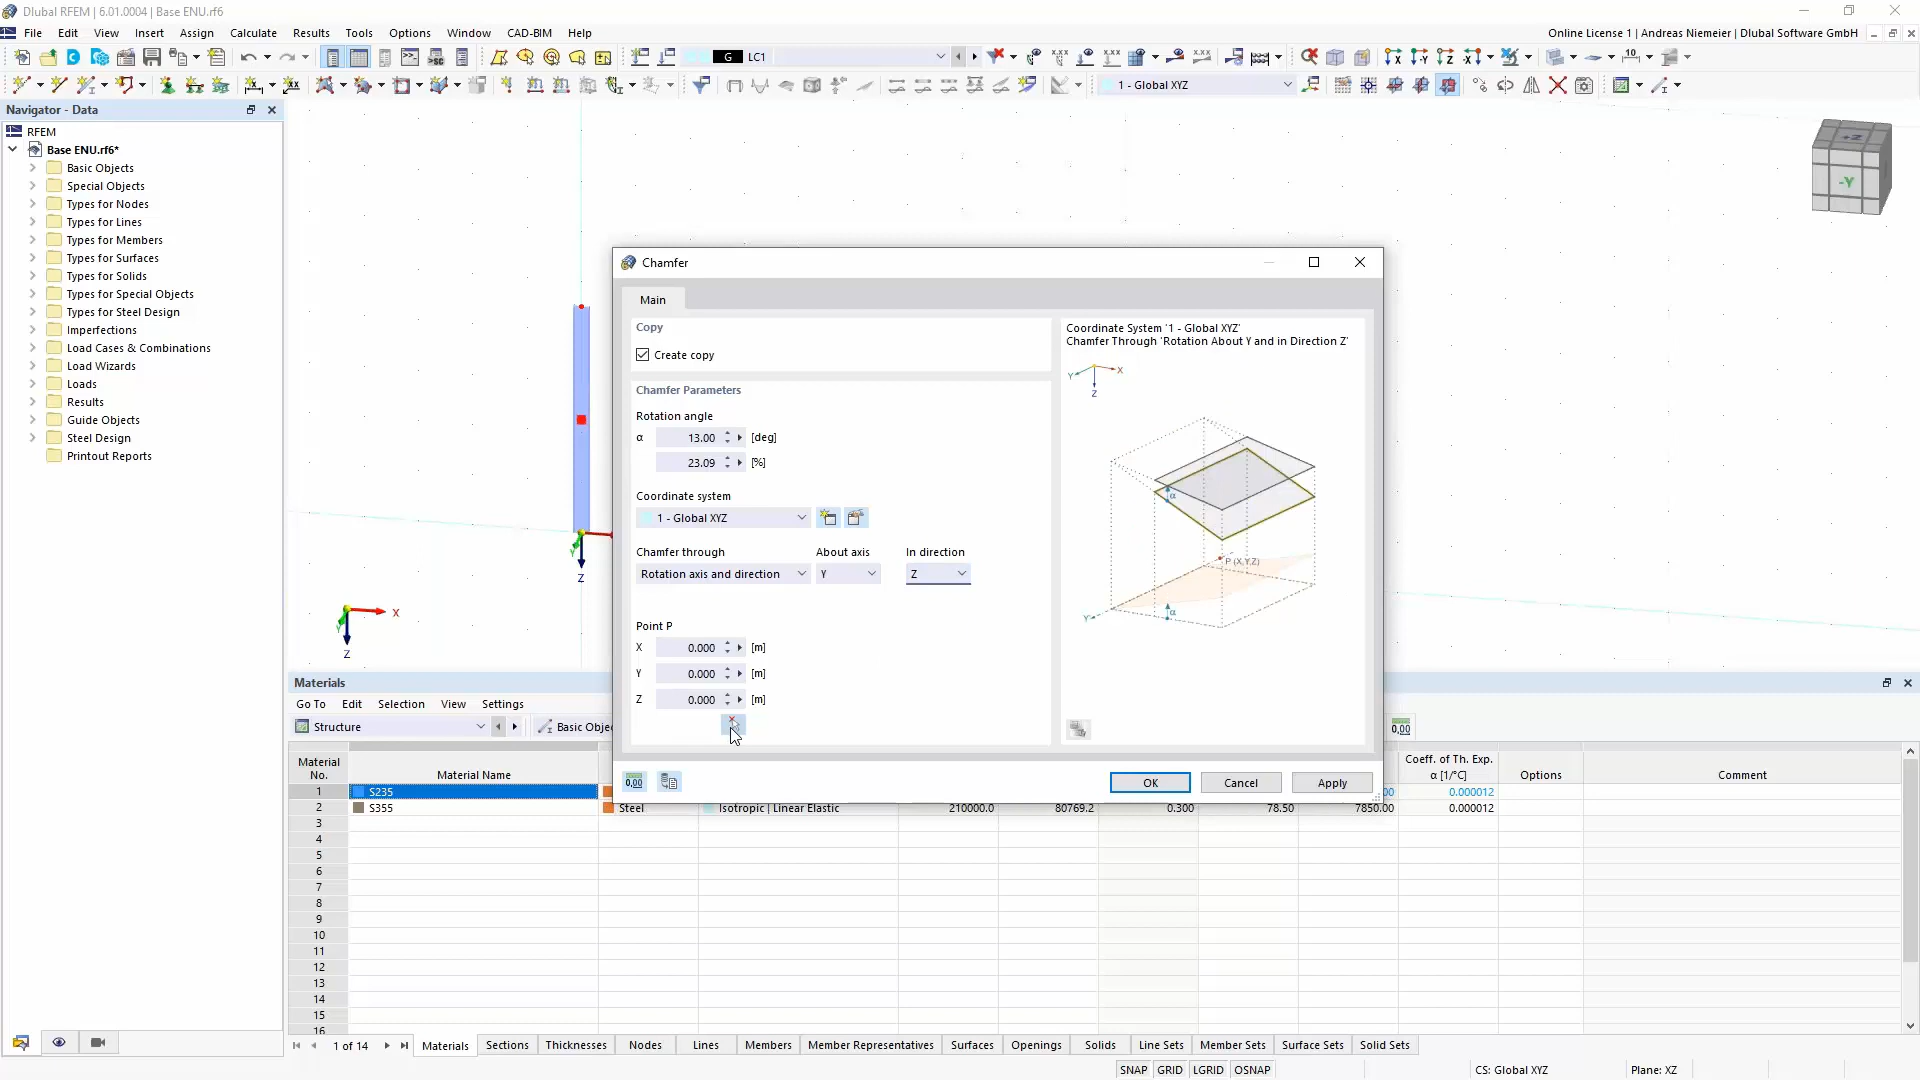 Dlubal RFEM | 6.01.0004 | Base ENU.rf6
File Edit View Insert Assign Calculate Results Tools Options Window CAD-BIM Help
Online License 1 | Andreas Niemeier | Dlubal Software GmbH
G LC1
1 - Global XYZ
Navigator - Data
RFEM
Base ENU.rf6*
Basic Objects
Special Objects
Types for Nodes
Types for Lines
Types for Members
Types for Surfaces
Types for Solids
Types for Special Objects
Types for Steel Design
Imperfections
Load Cases & Combinations
Load Wizards
Loads
Results
Guide Objects
Steel Design
Printout Reports
+Z
-Y
Z
X
Y
Z
Chamfer
Main
Copy
Create copy
Chamfer Parameters
Rotation angle
α 13.00 [deg]
23.09 [%]
Coordinate system
1 - Global XYZ
Chamfer through About axis In direction
Rotation axis and direction Y Z
Point P
X 0.000 [m]
Y 0.000 [m]
Z 0.000 [m]
Coordinate System '1 - Global XYZ'
Chamfer Through 'Rotation About Y and in Direction Z'
Y X
Z
α
P (X,Y,Z)
α
Y'
0,00
OK Cancel Apply
Materials
Go To Edit Selection View Settings
Structure Basic Obje
0,00
Material No. Material Name Coeff. of Th. Exp. α [1/°C] Options Comment
1 S235 00 0.000012
2 S355 Steel Isotropic | Linear Elastic 210000.0 80769.2 0.300 78.50 7850.00 0.000012
3
4
5
6
7
8
9
10
11
12
13
14
15
16
1 of 14 Materials Sections Thicknesses Nodes Lines Members Member Representatives Surfaces Openings Solids Line Sets Member Sets Surface Sets Solid Sets
SNAP GRID LGRID OSNAP CS: Global XYZ Plane: XZ